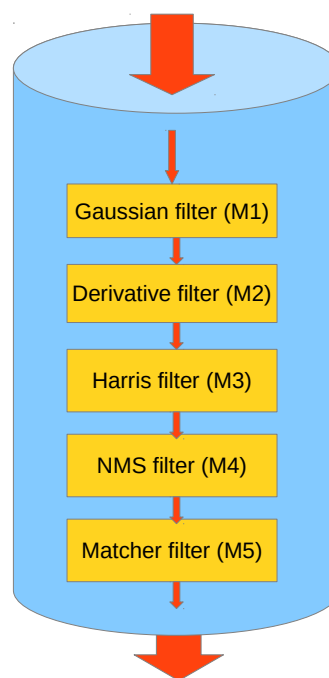 Gaussian filter (M1)
Derivative filter (M2)
Harris filter (M3)
NMS filter (M4)
Matcher filter (M5)